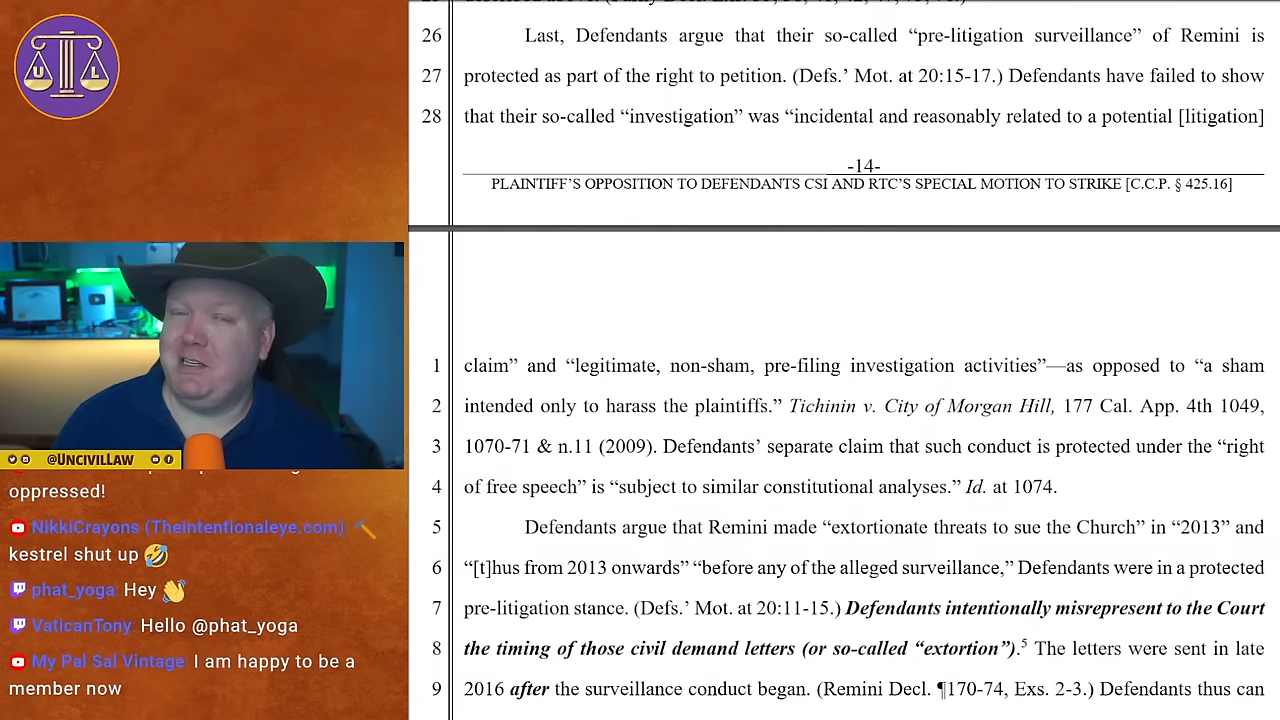 U L
26 Last, Defendants argue that their so-called “pre-litigation surveillance” of Remini is
27 protected as part of the right to petition. (Defs.’ Mot. at 20:15-17.) Defendants have failed to show
28 that their so-called “investigation” was “incidental and reasonably related to a potential [litigation]
-14-
PLAINTIFF’S OPPOSITION TO DEFENDANTS CSI AND RTC’S SPECIAL MOTION TO STRIKE [C.C.P. § 425.16]
1 claim” and “legitimate, non-sham, pre-filing investigation activities”—as opposed to “a sham
2 intended only to harass the plaintiffs.” Tichinin v. City of Morgan Hill, 177 Cal. App. 4th 1049,
3 1070-71 & n.11 (2009). Defendants’ separate claim that such conduct is protected under the “right
4 of free speech” is “subject to similar constitutional analyses.” Id. at 1074.
5 Defendants argue that Remini made “extortionate threats to sue the Church” in “2013” and
6 “[t]hus from 2013 onwards” “before any of the alleged surveillance,” Defendants were in a protected
7 pre-litigation stance. (Defs.’ Mot. at 20:11-15.) Defendants intentionally misrepresent to the Court
8 the timing of those civil demand letters (or so-called “extortion”).5 The letters were sent in late
9 2016 after the surveillance conduct began. (Remini Decl. ¶170-74, Exs. 2-3.) Defendants thus can
@UNCIVILLAW
oppressed!
NikkiCrayons (Theintentionaleye.com)
kestrel shut up 🤣
phat_yoga: Hey 👋
VaticanTony: Hello @phat_yoga
My Pal Sal Vintage: I am happy to be a
member now